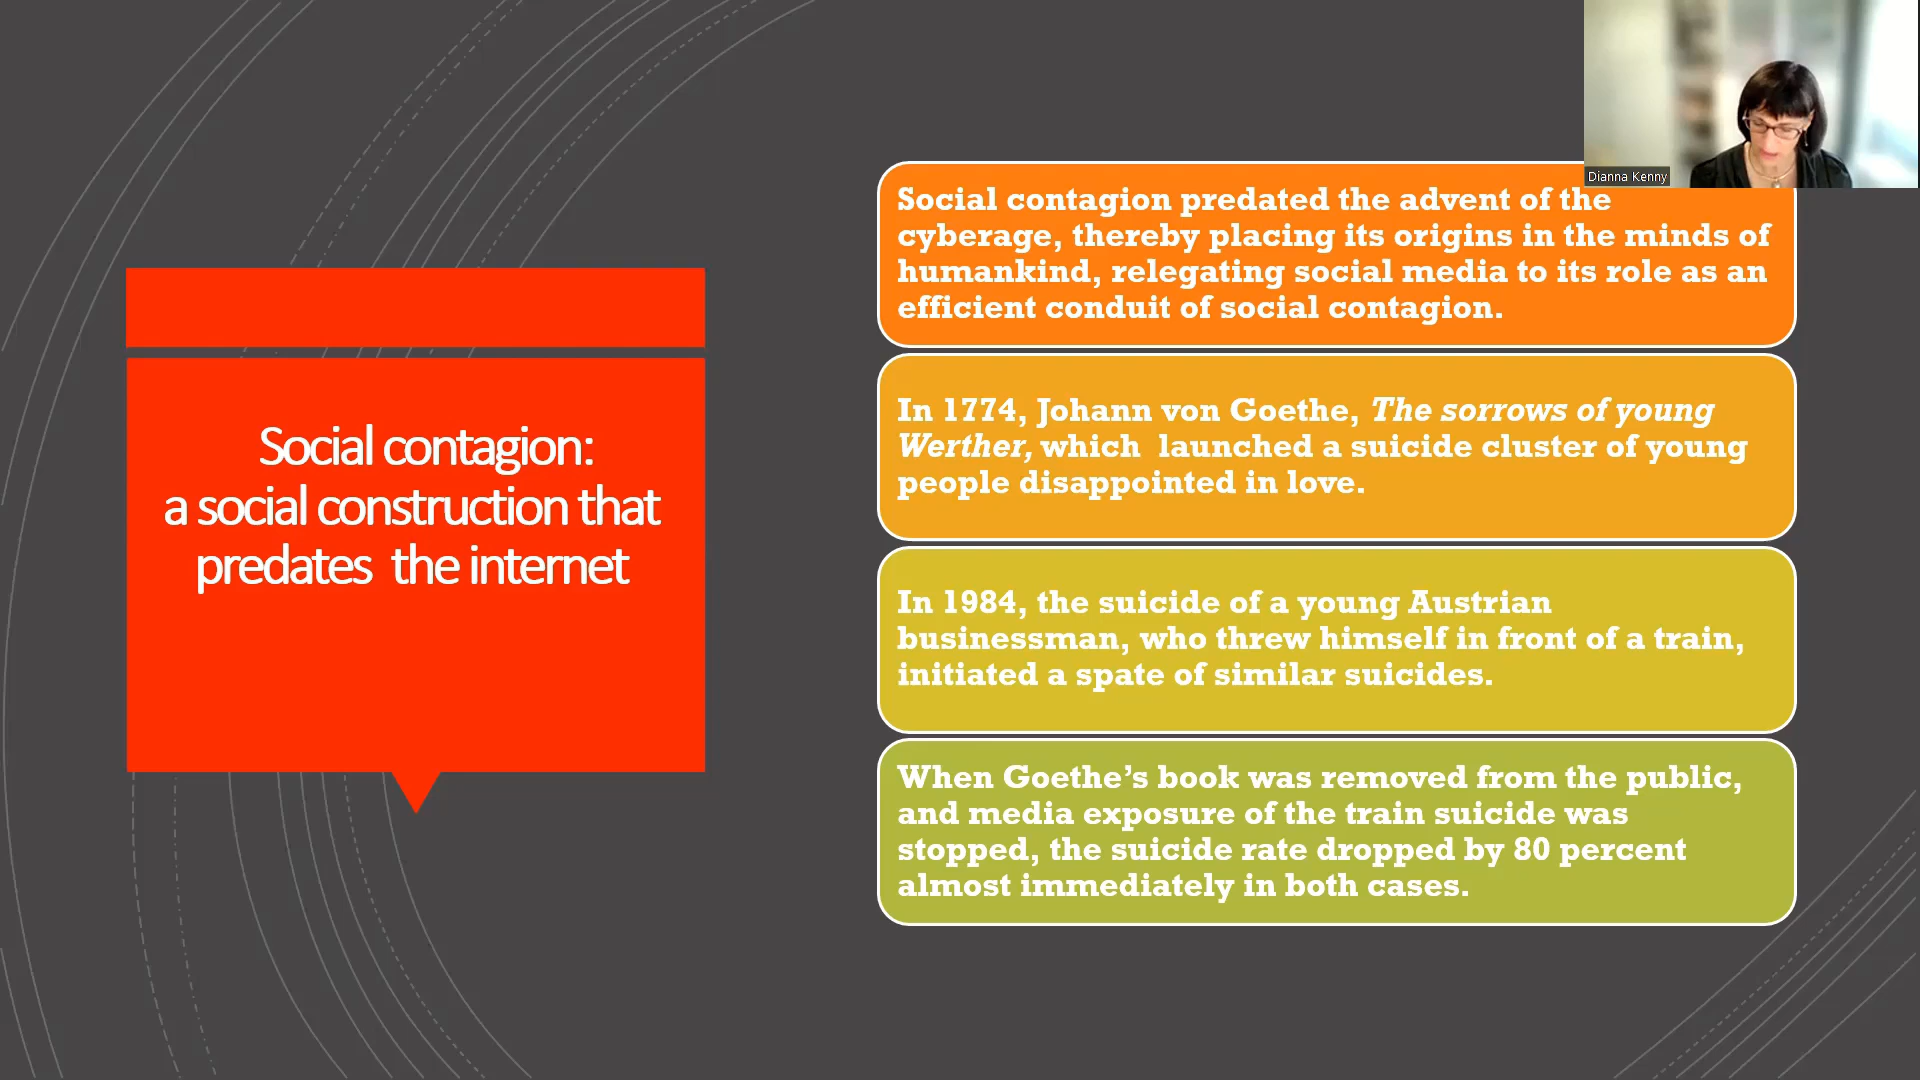 Dianna Kenny
Social contagion:
a social construction that
predates the internet
Social contagion predated the advent of the
cyberage, thereby placing its origins in the minds of
humankind, relegating social media to its role as an
efficient conduit of social contagion.
In 1774, Johann von Goethe, The sorrows of young
Werther, which launched a suicide cluster of young
people disappointed in love.
In 1984, the suicide of a young Austrian
businessman, who threw himself in front of a train,
initiated a spate of similar suicides.
When Goethe’s book was removed from the public,
and media exposure of the train suicide was
stopped, the suicide rate dropped by 80 percent
almost immediately in both cases.